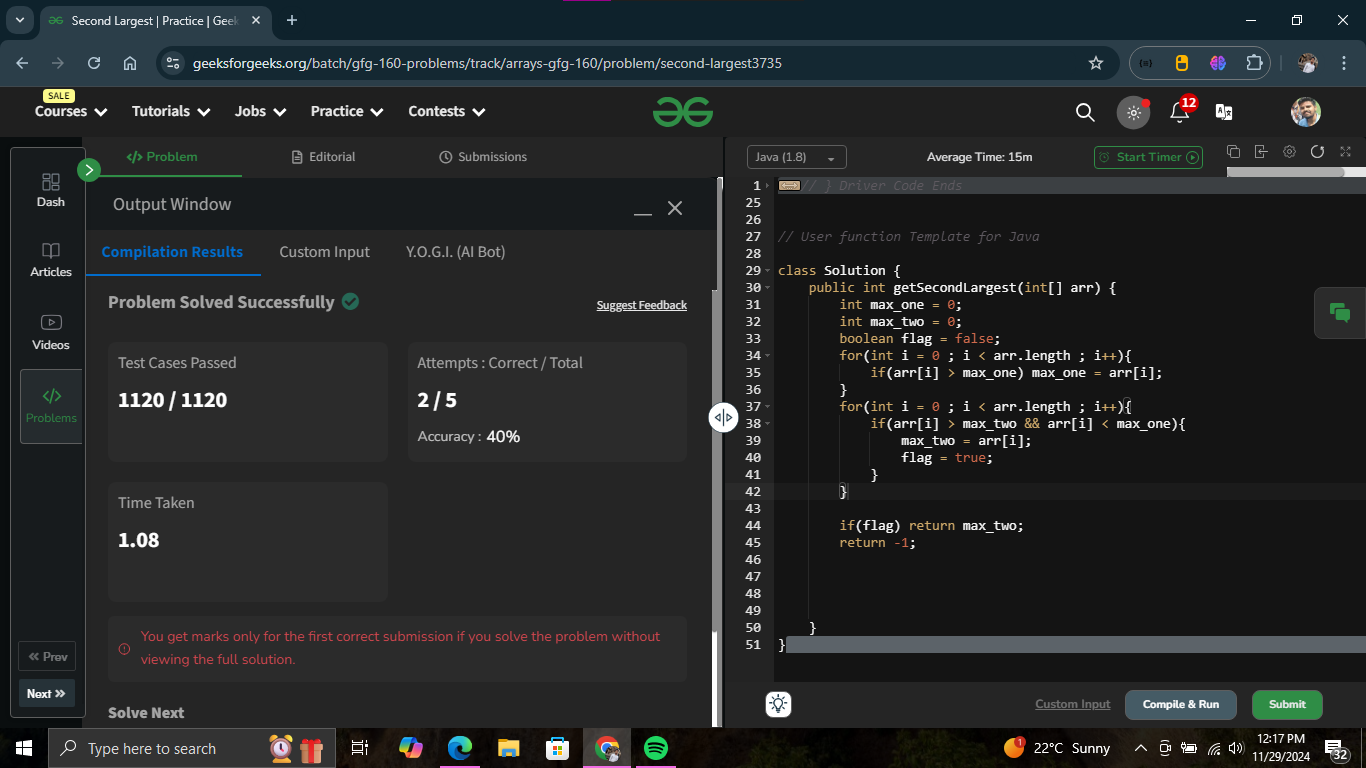 Second Largest | Practice | Geek
geeksforgeeks.org/batch/gfg-160-problems/track/arrays-gfg-160/problem/second-largest3735
SALE
Courses
Tutorials
Jobs
Practice
Contests
12
Dash
Articles
Videos
Problems
Prev
Next
</> Problem
Editorial
Submissions
Output Window
Compilation Results
Custom Input
Y.O.G.I. (AI Bot)
Problem Solved Successfully
Suggest Feedback
Test Cases Passed
1120 / 1120
Attempts : Correct / Total
2 / 5
Accuracy : 40%
Time Taken
1.08
You get marks only for the first correct submission if you solve the problem without
viewing the full solution.
Solve Next
Java (1.8)
Average Time: 15m
Start Timer
1 // } Driver Code Ends
25
26
27 // User function Template for Java
28
29 class Solution {
30 public int getSecondLargest(int[] arr) {
31 int max_one = 0;
32 int max_two = 0;
33 boolean flag = false;
34 for(int i = 0 ; i < arr.length ; i++){
35 if(arr[i] > max_one) max_one = arr[i];
36 }
37 for(int i = 0 ; i < arr.length ; i++){
38 if(arr[i] > max_two && arr[i] < max_one){
39 max_two = arr[i];
40 flag = true;
41 }
42 }
43
44 if(flag) return max_two;
45 return -1;
46
47
48
49
50 }
51 }
Custom Input
Compile & Run
Submit
Type here to search
1
22°C Sunny
12:17 PM
11/29/2024
32